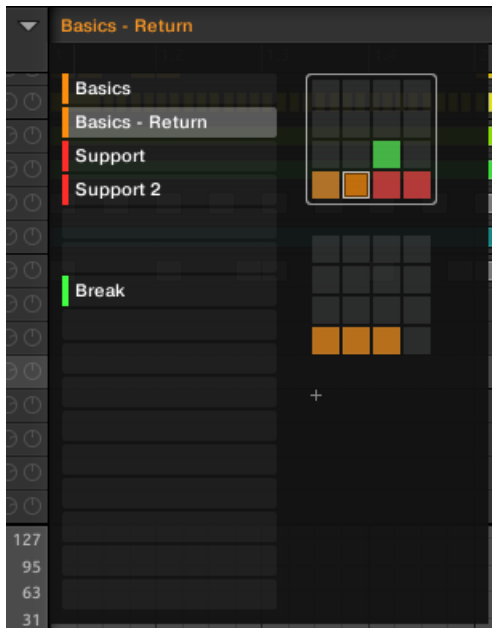 Basics - Return
Basics
Basics - Return
Support
Support 2
Break
+
127
95
63
31